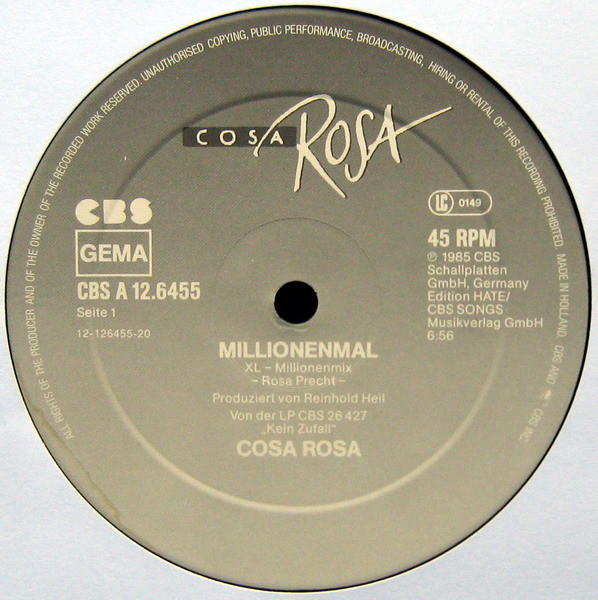 ALL RIGHTS OF THE PRODUCER AND OF THE OWNER OF THE RECORDED WORK RESERVED. UNAUTHORISED COPYING, PUBLIC PERFORMANCE, BROADCASTING, HIRING OR RENTAL OF THIS RECORDING PROHIBITED. MADE IN HOLLAND. CBS AND CBS INC.
COSA ROSA
CBS
GEMA
CBS A 12.6455
Seite 1
12-126455-20
LC 0149
45 RPM
℗ 1985 CBS
Schallplatten
GmbH, Germany
Edition HATE/
CBS SONGS
Musikverlag GmbH
6:56
MILLIONENMAL
XL – Millionenmix
– Rosa Precht –
Produziert von Reinhold Heil
Von der LP CBS 26 427
„Kein Zufall"
COSA ROSA